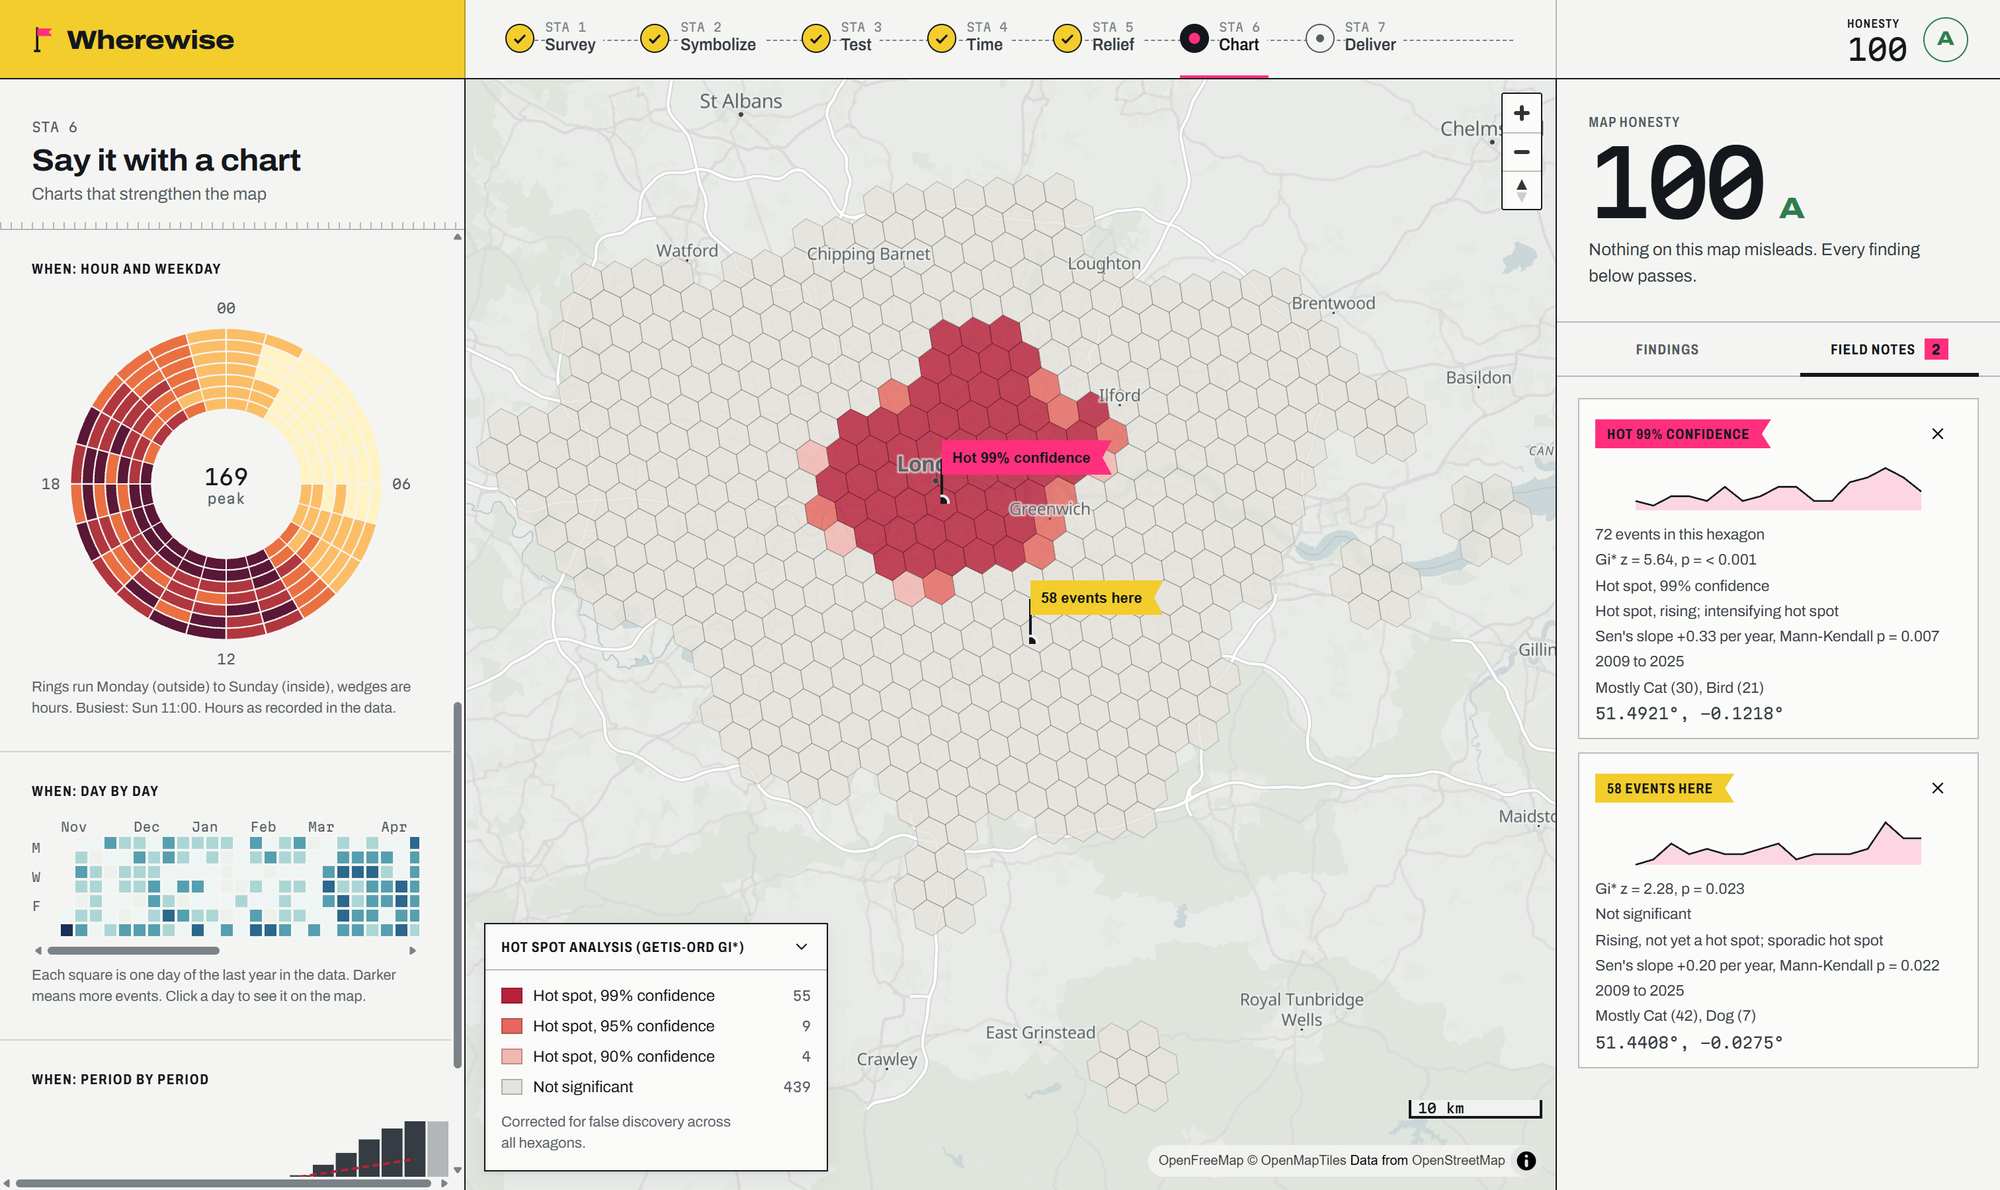 Wherewise
STA 1
Survey
STA 2
Symbolize
STA 3
Test
STA 4
Time
STA 5
Relief
STA 6
Chart
STA 7
Deliver
HONESTY
100
A
STA 6
Say it with a chart
Charts that strengthen the map
WHEN: HOUR AND WEEKDAY
00
18
169
peak
06
12
Rings run Monday (outside) to Sunday (inside), wedges are
hours. Busiest: Sun 11:00. Hours as recorded in the data.
WHEN: DAY BY DAY
Nov Dec Jan Feb Mar Apr
M
W
F
Each square is one day of the last year in the data. Darker
means more events. Click a day to see it on the map.
WHEN: PERIOD BY PERIOD
St Albans
Watford
Chipping Barnet
Loughton
Brentwood
Basildon
Ilford
Hot 99% confidence
Greenwich
58 events here
Royal Tunbridge
Wells
East Grinstead
Crawley
HOT SPOT ANALYSIS (GETIS-ORD GI*)
Hot spot, 99% confidence 55
Hot spot, 95% confidence 9
Hot spot, 90% confidence 4
Not significant 439
Corrected for false discovery across
all hexagons.
10 km
OpenFreeMap © OpenMapTiles Data from OpenStreetMap
MAP HONESTY
100 A
Nothing on this map misleads. Every finding
below passes.
FINDINGS
FIELD NOTES 2
HOT 99% CONFIDENCE
72 events in this hexagon
Gi* z = 5.64, p = < 0.001
Hot spot, 99% confidence
Hot spot, rising; intensifying hot spot
Sen's slope +0.33 per year, Mann-Kendall p = 0.007
2009 to 2025
Mostly Cat (30), Bird (21)
51.4921°, −0.1218°
58 EVENTS HERE
Gi* z = 2.28, p = 0.023
Not significant
Rising, not yet a hot spot; sporadic hot spot
Sen's slope +0.20 per year, Mann-Kendall p = 0.022
2009 to 2025
Mostly Cat (42), Dog (7)
51.4408°, −0.0275°